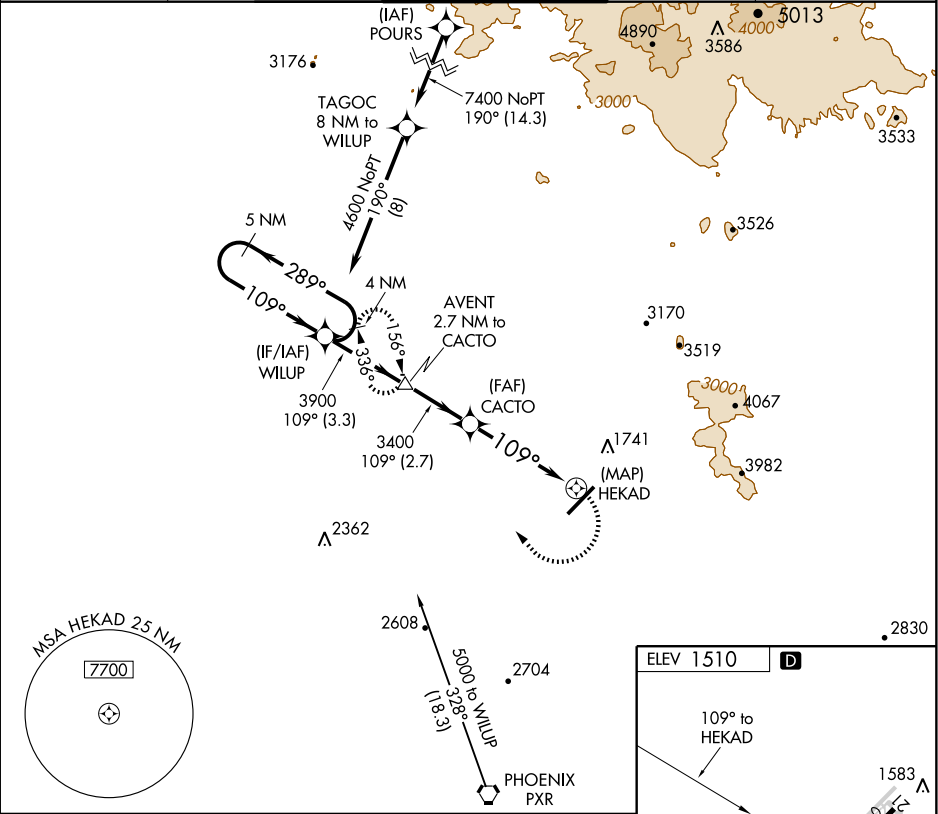 (IAF)
POURS
3176
4890
3586
5013
4000
3000
3533
7400 NoPT
190° (14.3)
TAGOC
8 NM to
WILUP
4600 NoPT
190°
(8)
3526
5 NM
289°
109°
4 NM
156°
336°
AVENT
2.7 NM to
CACTO
3170
3519
(IF/IAF)
WILUP
3900
109° (3.3)
(FAF)
CACTO
3400
109° (2.7)
109°
3000
4067
1741
3982
(MAP)
HEKAD
2362
MSA HEKAD 25 NM
7700
2608
5000 to WILUP
328°
(18.3)
2704
2830
PHOENIX
PXR
ELEV 1510
D
109° to
HEKAD
1583
21